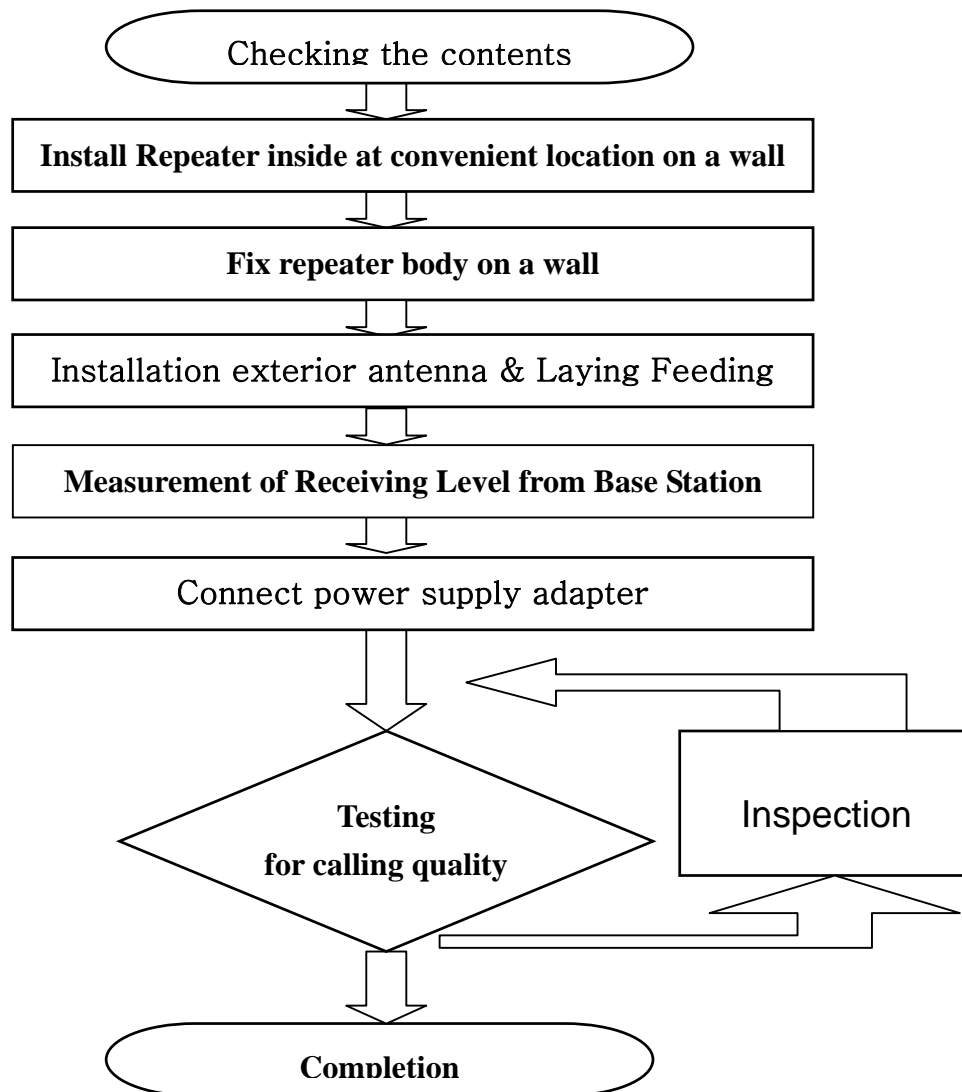 Checking the contents
Install Repeater inside at convenient location on a wall
Fix repeater body on a wall
Installation exterior antenna & Laying Feeding
Measurement of Receiving Level from Base Station
Connect power supply adapter
Testing
for calling quality
Inspection
Completion